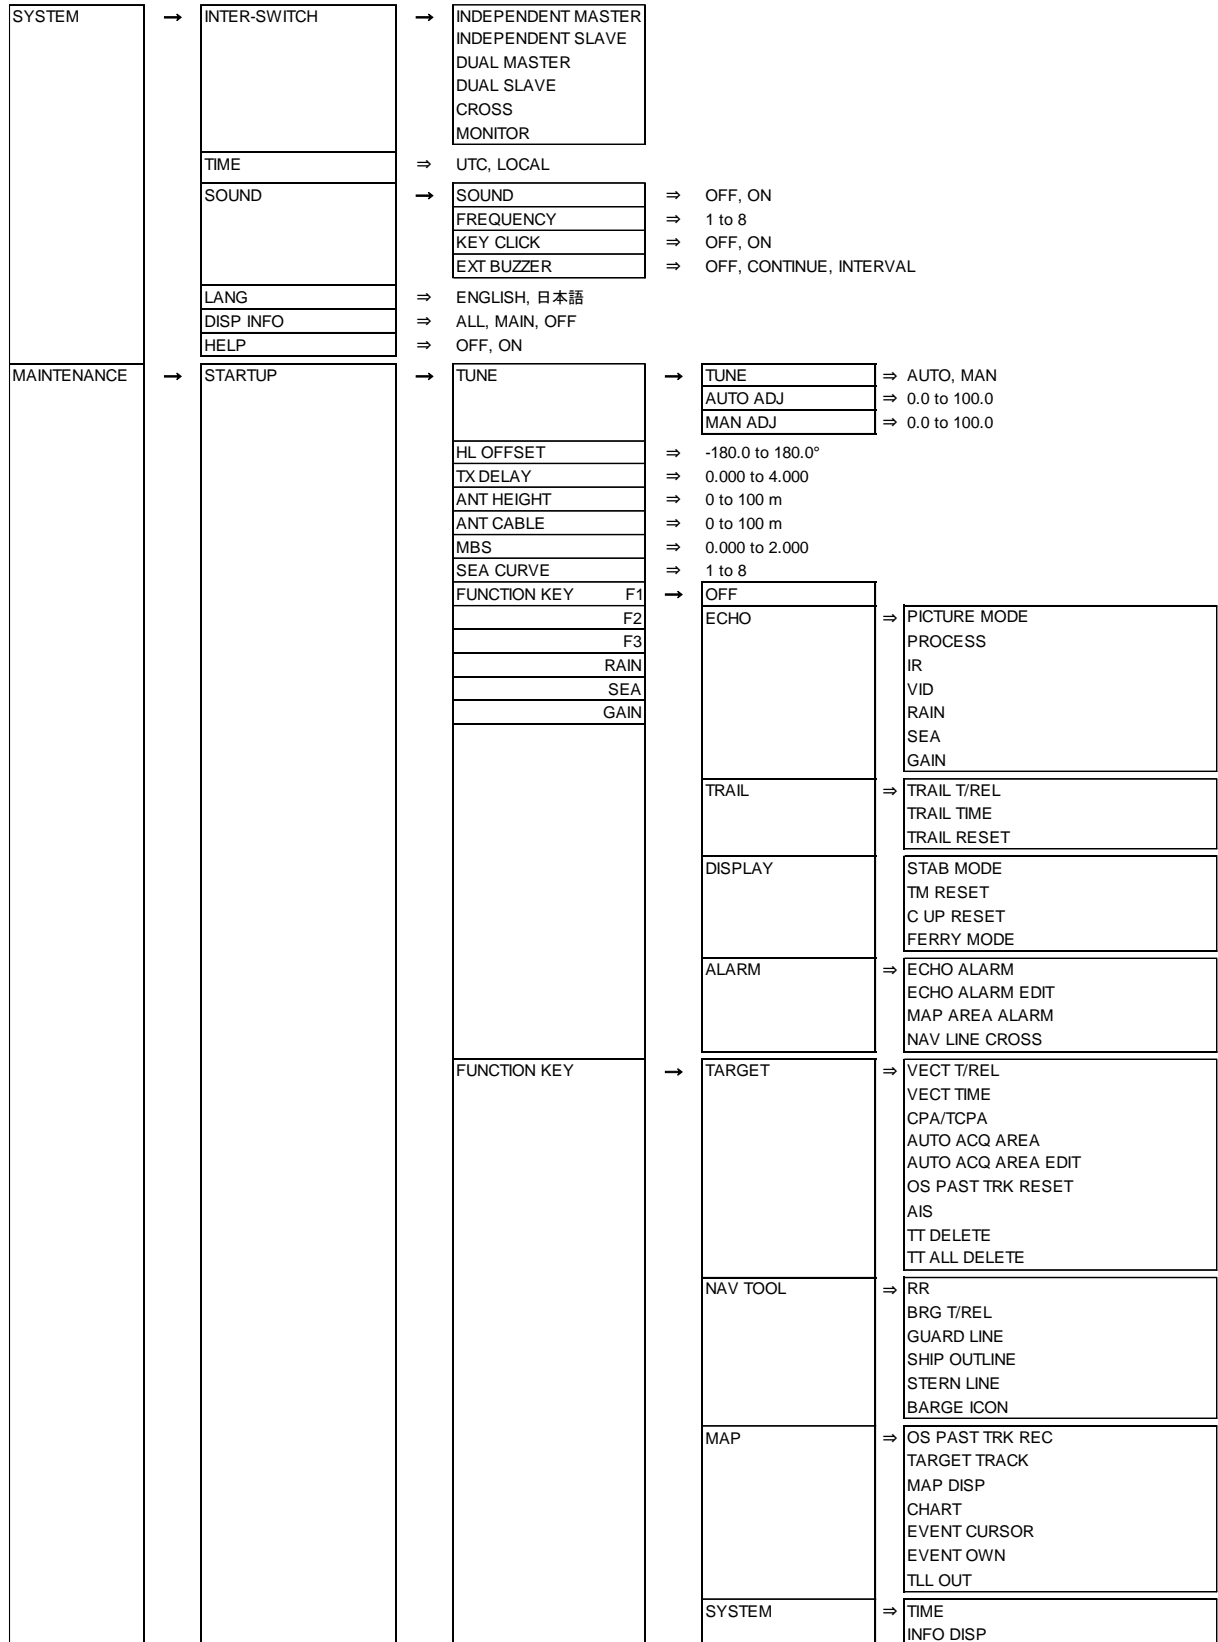 SYSTEM → INTER-SWITCH → INDEPENDENT MASTER
INDEPENDENT SLAVE
DUAL MASTER
DUAL SLAVE
CROSS
MONITOR
TIME ⇒ UTC, LOCAL
SOUND → SOUND ⇒ OFF, ON
FREQUENCY ⇒ 1 to 8
KEY CLICK ⇒ OFF, ON
EXT BUZZER ⇒ OFF, CONTINUE, INTERVAL
LANG ⇒ ENGLISH, 日本語
DISP INFO ⇒ ALL, MAIN, OFF
HELP ⇒ OFF, ON
MAINTENANCE → STARTUP → TUNE → TUNE ⇒ AUTO, MAN
AUTO ADJ ⇒ 0.0 to 100.0
MAN ADJ ⇒ 0.0 to 100.0
HL OFFSET ⇒ -180.0 to 180.0°
TX DELAY ⇒ 0.000 to 4.000
ANT HEIGHT ⇒ 0 to 100 m
ANT CABLE ⇒ 0 to 100 m
MBS ⇒ 0.000 to 2.000
SEA CURVE ⇒ 1 to 8
FUNCTION KEY F1 → OFF
F2 ECHO ⇒ PICTURE MODE
F3 PROCESS
RAIN IR
SEA VID
GAIN RAIN
SEA
GAIN
TRAIL ⇒ TRAIL T/REL
TRAIL TIME
TRAIL RESET
DISPLAY STAB MODE
TM RESET
C UP RESET
FERRY MODE
ALARM ⇒ ECHO ALARM
ECHO ALARM EDIT
MAP AREA ALARM
NAV LINE CROSS
FUNCTION KEY → TARGET ⇒ VECT T/REL
VECT TIME
CPA/TCPA
AUTO ACQ AREA
AUTO ACQ AREA EDIT
OS PAST TRK RESET
AIS
TT DELETE
TT ALL DELETE
NAV TOOL ⇒ RR
BRG T/REL
GUARD LINE
SHIP OUTLINE
STERN LINE
BARGE ICON
MAP ⇒ OS PAST TRK REC
TARGET TRACK
MAP DISP
CHART
EVENT CURSOR
EVENT OWN
TLL OUT
SYSTEM ⇒ TIME
INFO DISP